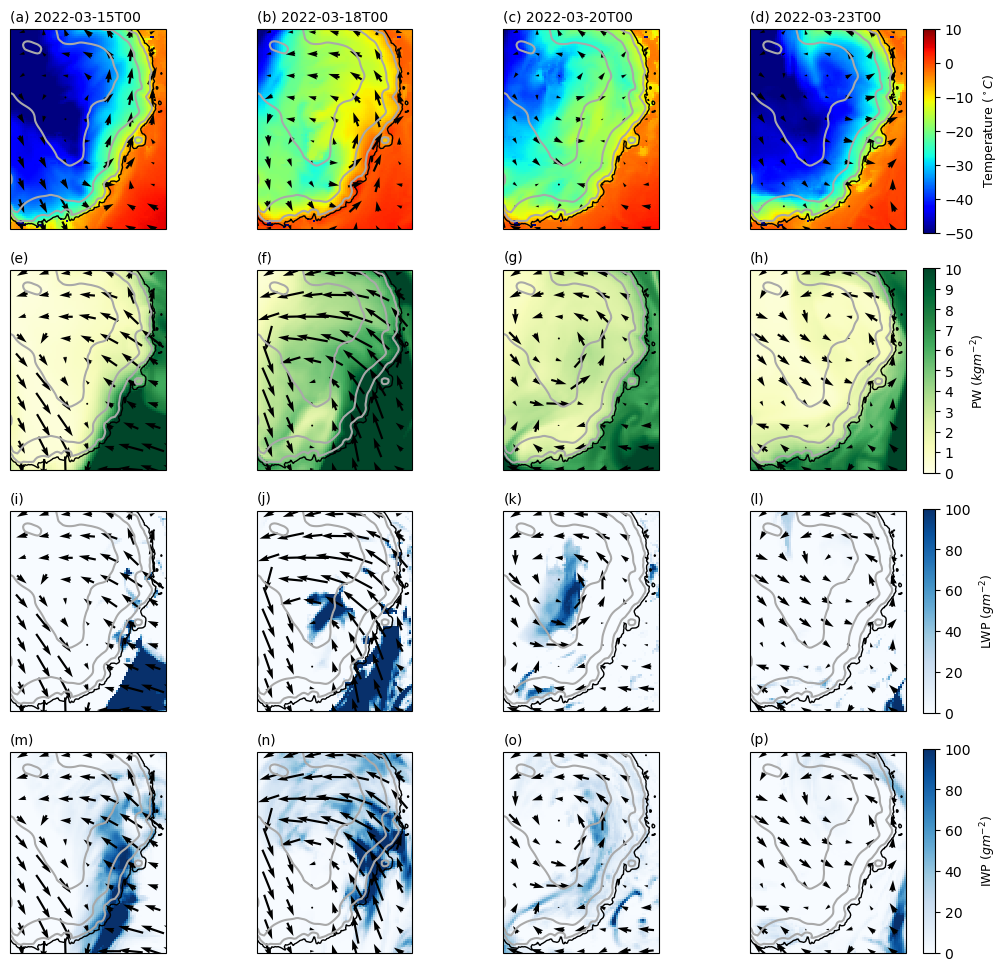 (a) 2022-03-15T00
(b) 2022-03-18T00
(c) 2022-03-20T00
(d) 2022-03-23T00
10
0
−10
−20
−30
−40
−50
Temperature (°C)
(e)
(f)
(g)
(h)
10
9
8
7
6
5
4
3
2
1
0
PW (kgm⁻²)
(i)
(j)
(k)
(l)
100
80
60
40
20
0
LWP (gm⁻²)
(m)
(n)
(o)
(p)
100
80
60
40
20
0
IWP (gm⁻²)